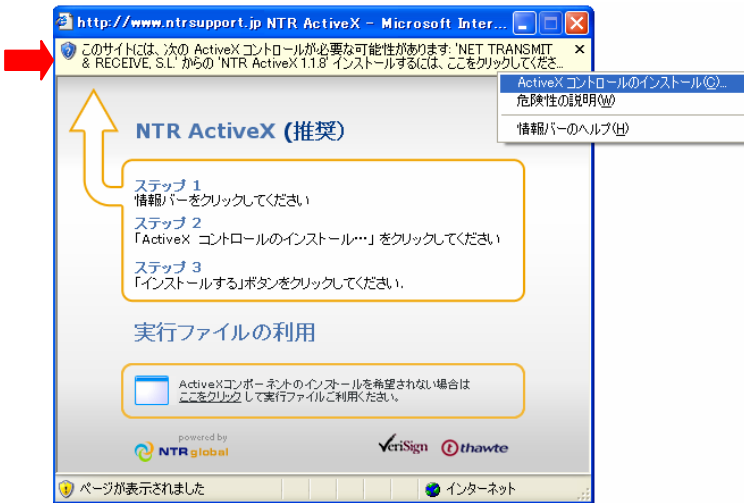 http://www.ntrsupport.jp NTR ActiveX - Microsoft Inter...
このサイトには、次の ActiveX コントロールが必要な可能性があります: 'NET TRANSMIT
& RECEIVE, S.L.' からの 'NTR ActiveX 1.1.8' インストールするには、ここをクリックしてくださ...
ActiveX コントロールのインストール(C)...
危険性の説明(W)
情報バーのヘルプ(H)
NTR ActiveX (推奨)
ステップ 1
情報バーをクリックしてください
ステップ 2
「ActiveX コントロールのインストール…」をクリックしてください
ステップ 3
「インストールする」ボタンをクリックしてください.
実行ファイルの利用
ActiveXコンポーネントのインストールを希望されない場合は
ここをクリック して実行ファイルご利用ください。
powered by
NTRglobal
VeriSign
thawte
ページが表示されました
インターネット